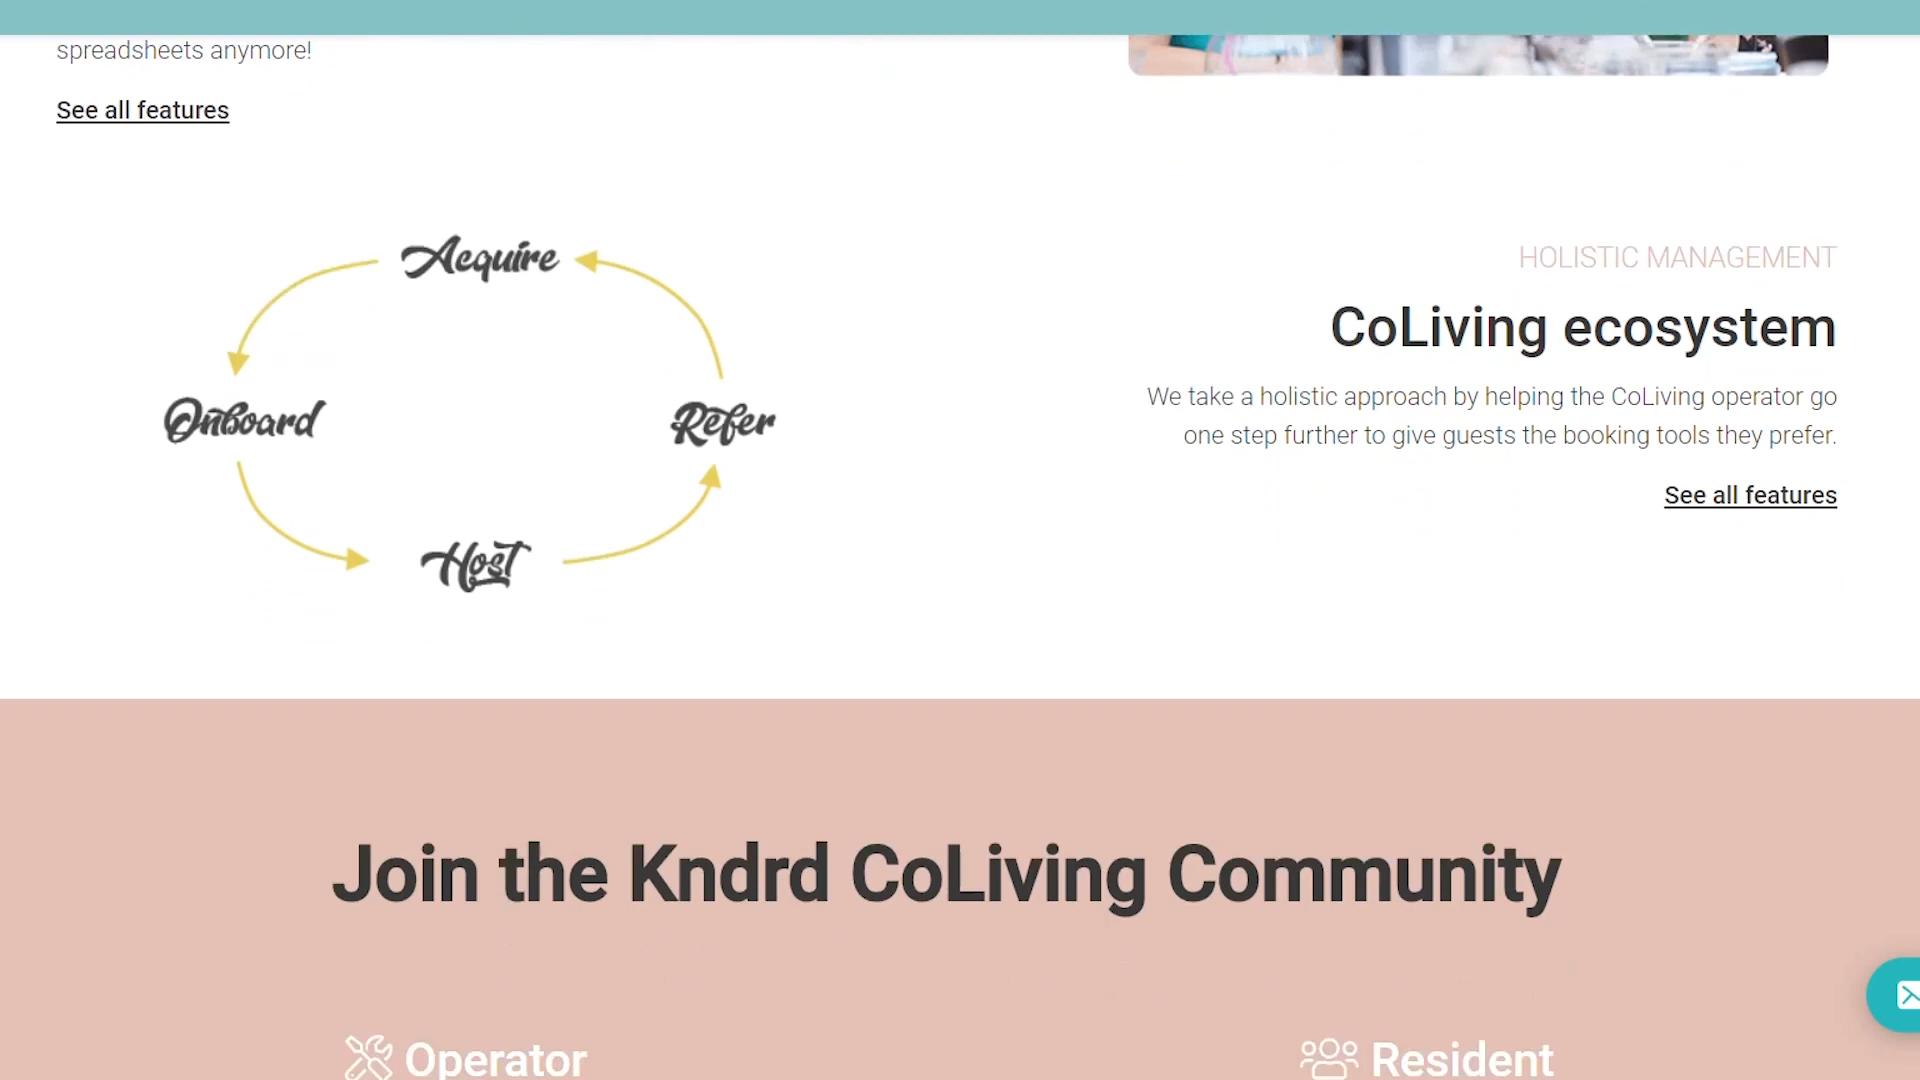 spreadsheets anymore!
See all features
Acquire
Onboard
Refer
Host
HOLISTIC MANAGEMENT
CoLiving ecosystem
We take a holistic approach by helping the CoLiving operator go
one step further to give guests the booking tools they prefer.
See all features
Join the Kndrd CoLiving Community
Operator
Resident